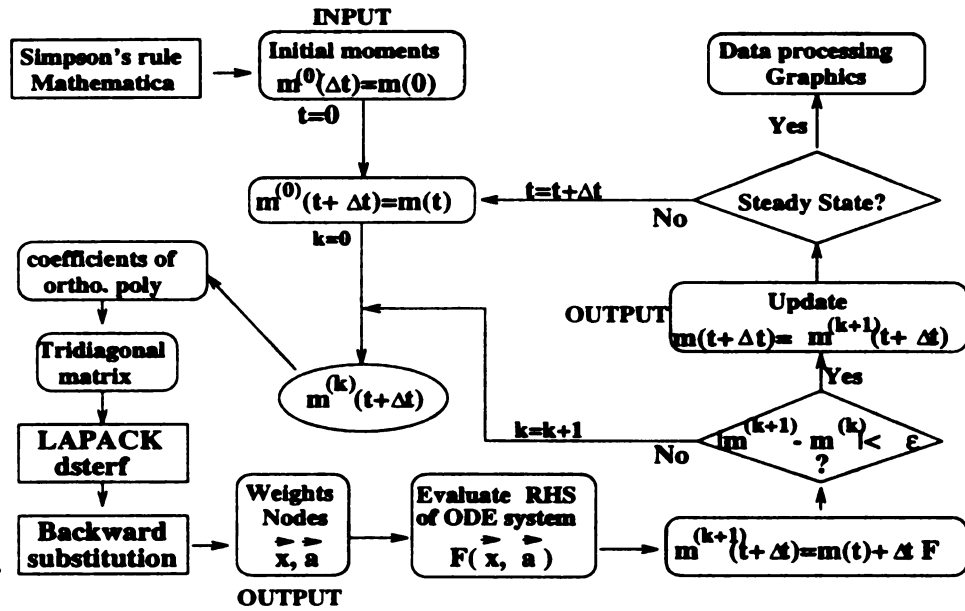 INPUT
Simpson's rule
Mathematica
Initial moments
m^(0)(Δt)=m(0)
t=0
Data processing
Graphics
Yes
m^(0)(t+ Δt)=m(t)
k=0
t=t+Δt
No
Steady State?
coefficients of
ortho. poly
OUTPUT
Update
m(t+Δt)= m^(k+1)(t+ Δt)
Tridiagonal
matrix
m^(k)(t+Δt)
Yes
k=k+1
No
|m^(k+1) - m^(k)|< ε
?
LAPACK
dsterf
Backward
substitution
Weights
Nodes
x, a
OUTPUT
Evaluate RHS
of ODE system
F( x, a )
m^(k+1)(t+Δt)=m(t)+Δt F